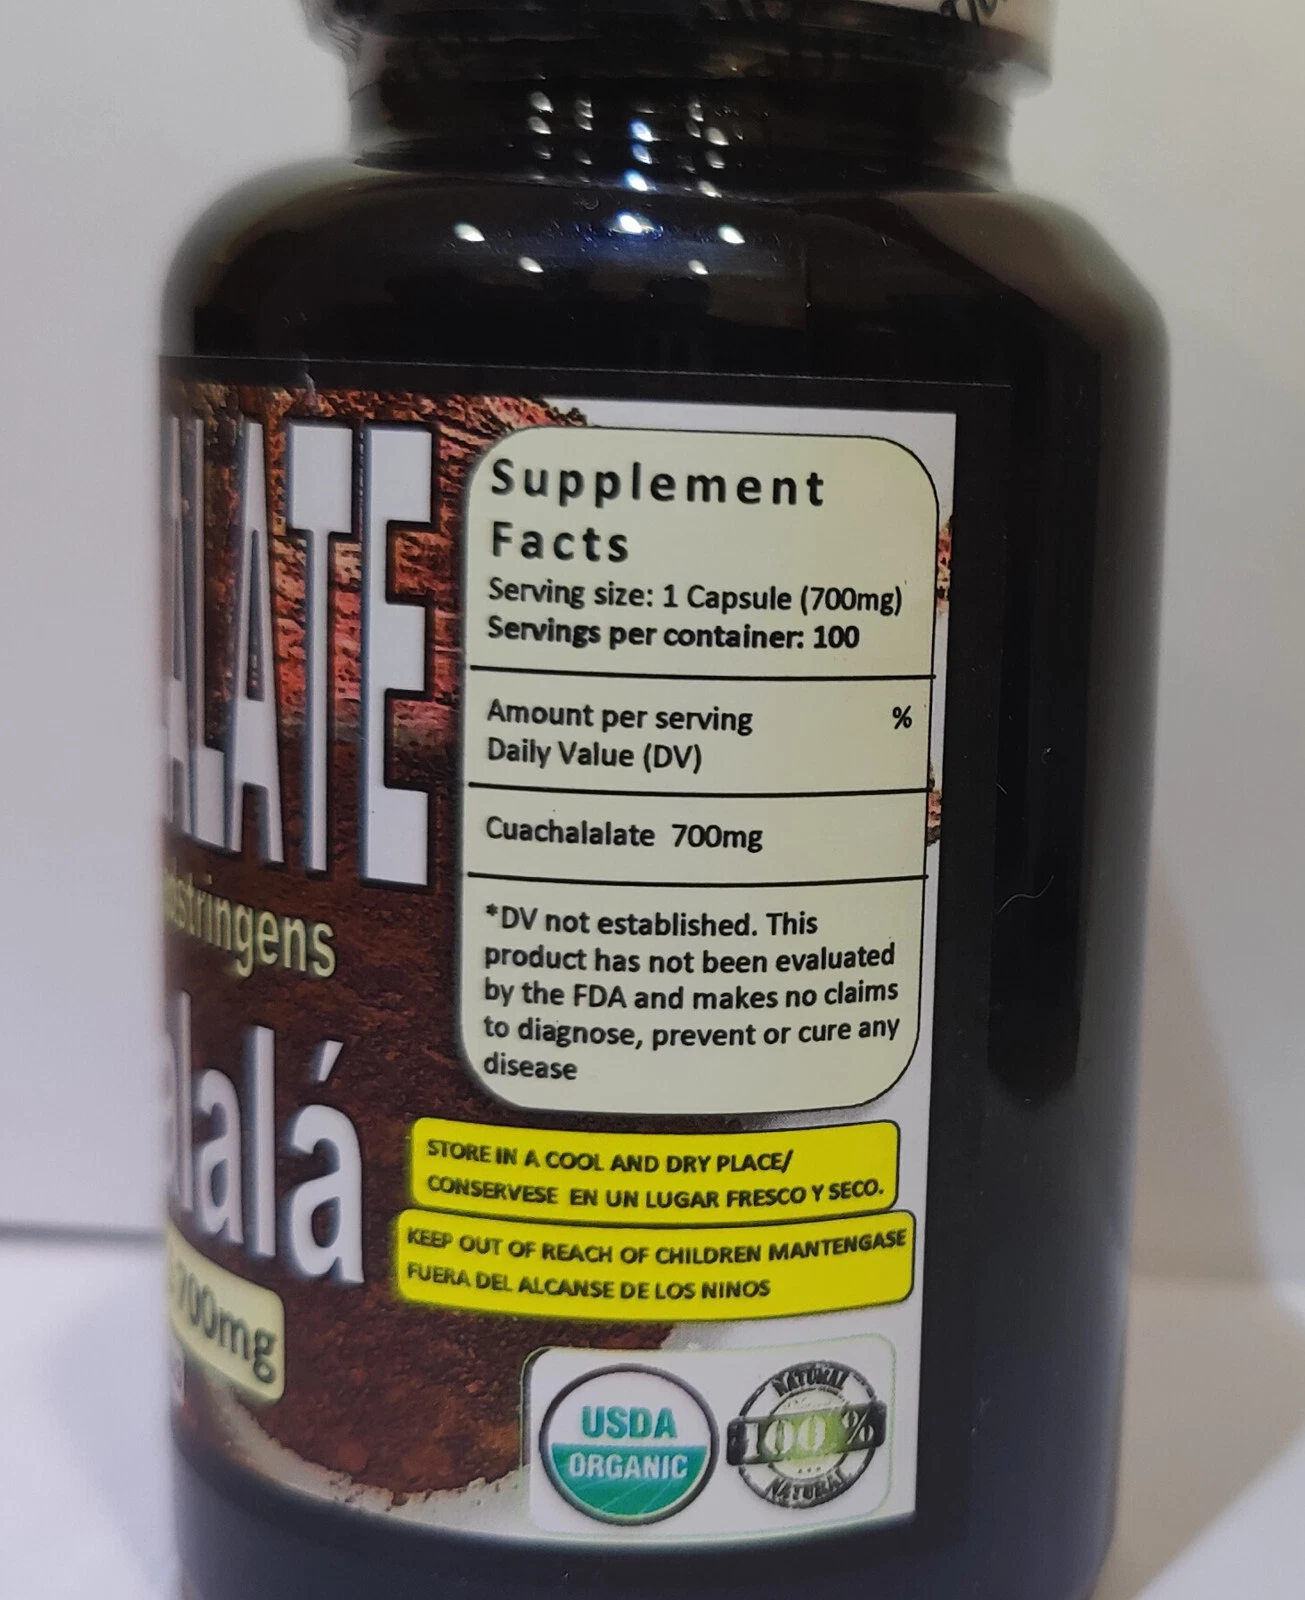 Supplement
Facts
Serving size: 1 Capsule (700mg)
Servings per container: 100
Amount per serving %
Daily Value (DV)
Cuachalalate 700mg
*DV not established. This
product has not been evaluated
by the FDA and makes no claims
to diagnose, prevent or cure any
disease
STORE IN A COOL AND DRY PLACE/
CONSERVESE EN UN LUGAR FRESCO Y SECO.
KEEP OUT OF REACH OF CHILDREN MANTENGASE
FUERA DEL ALCANSE DE LOS NINOS
USDA
ORGANIC
NATURAL
100 %
NATURAL
ALATE
stringens
lalá
700mg